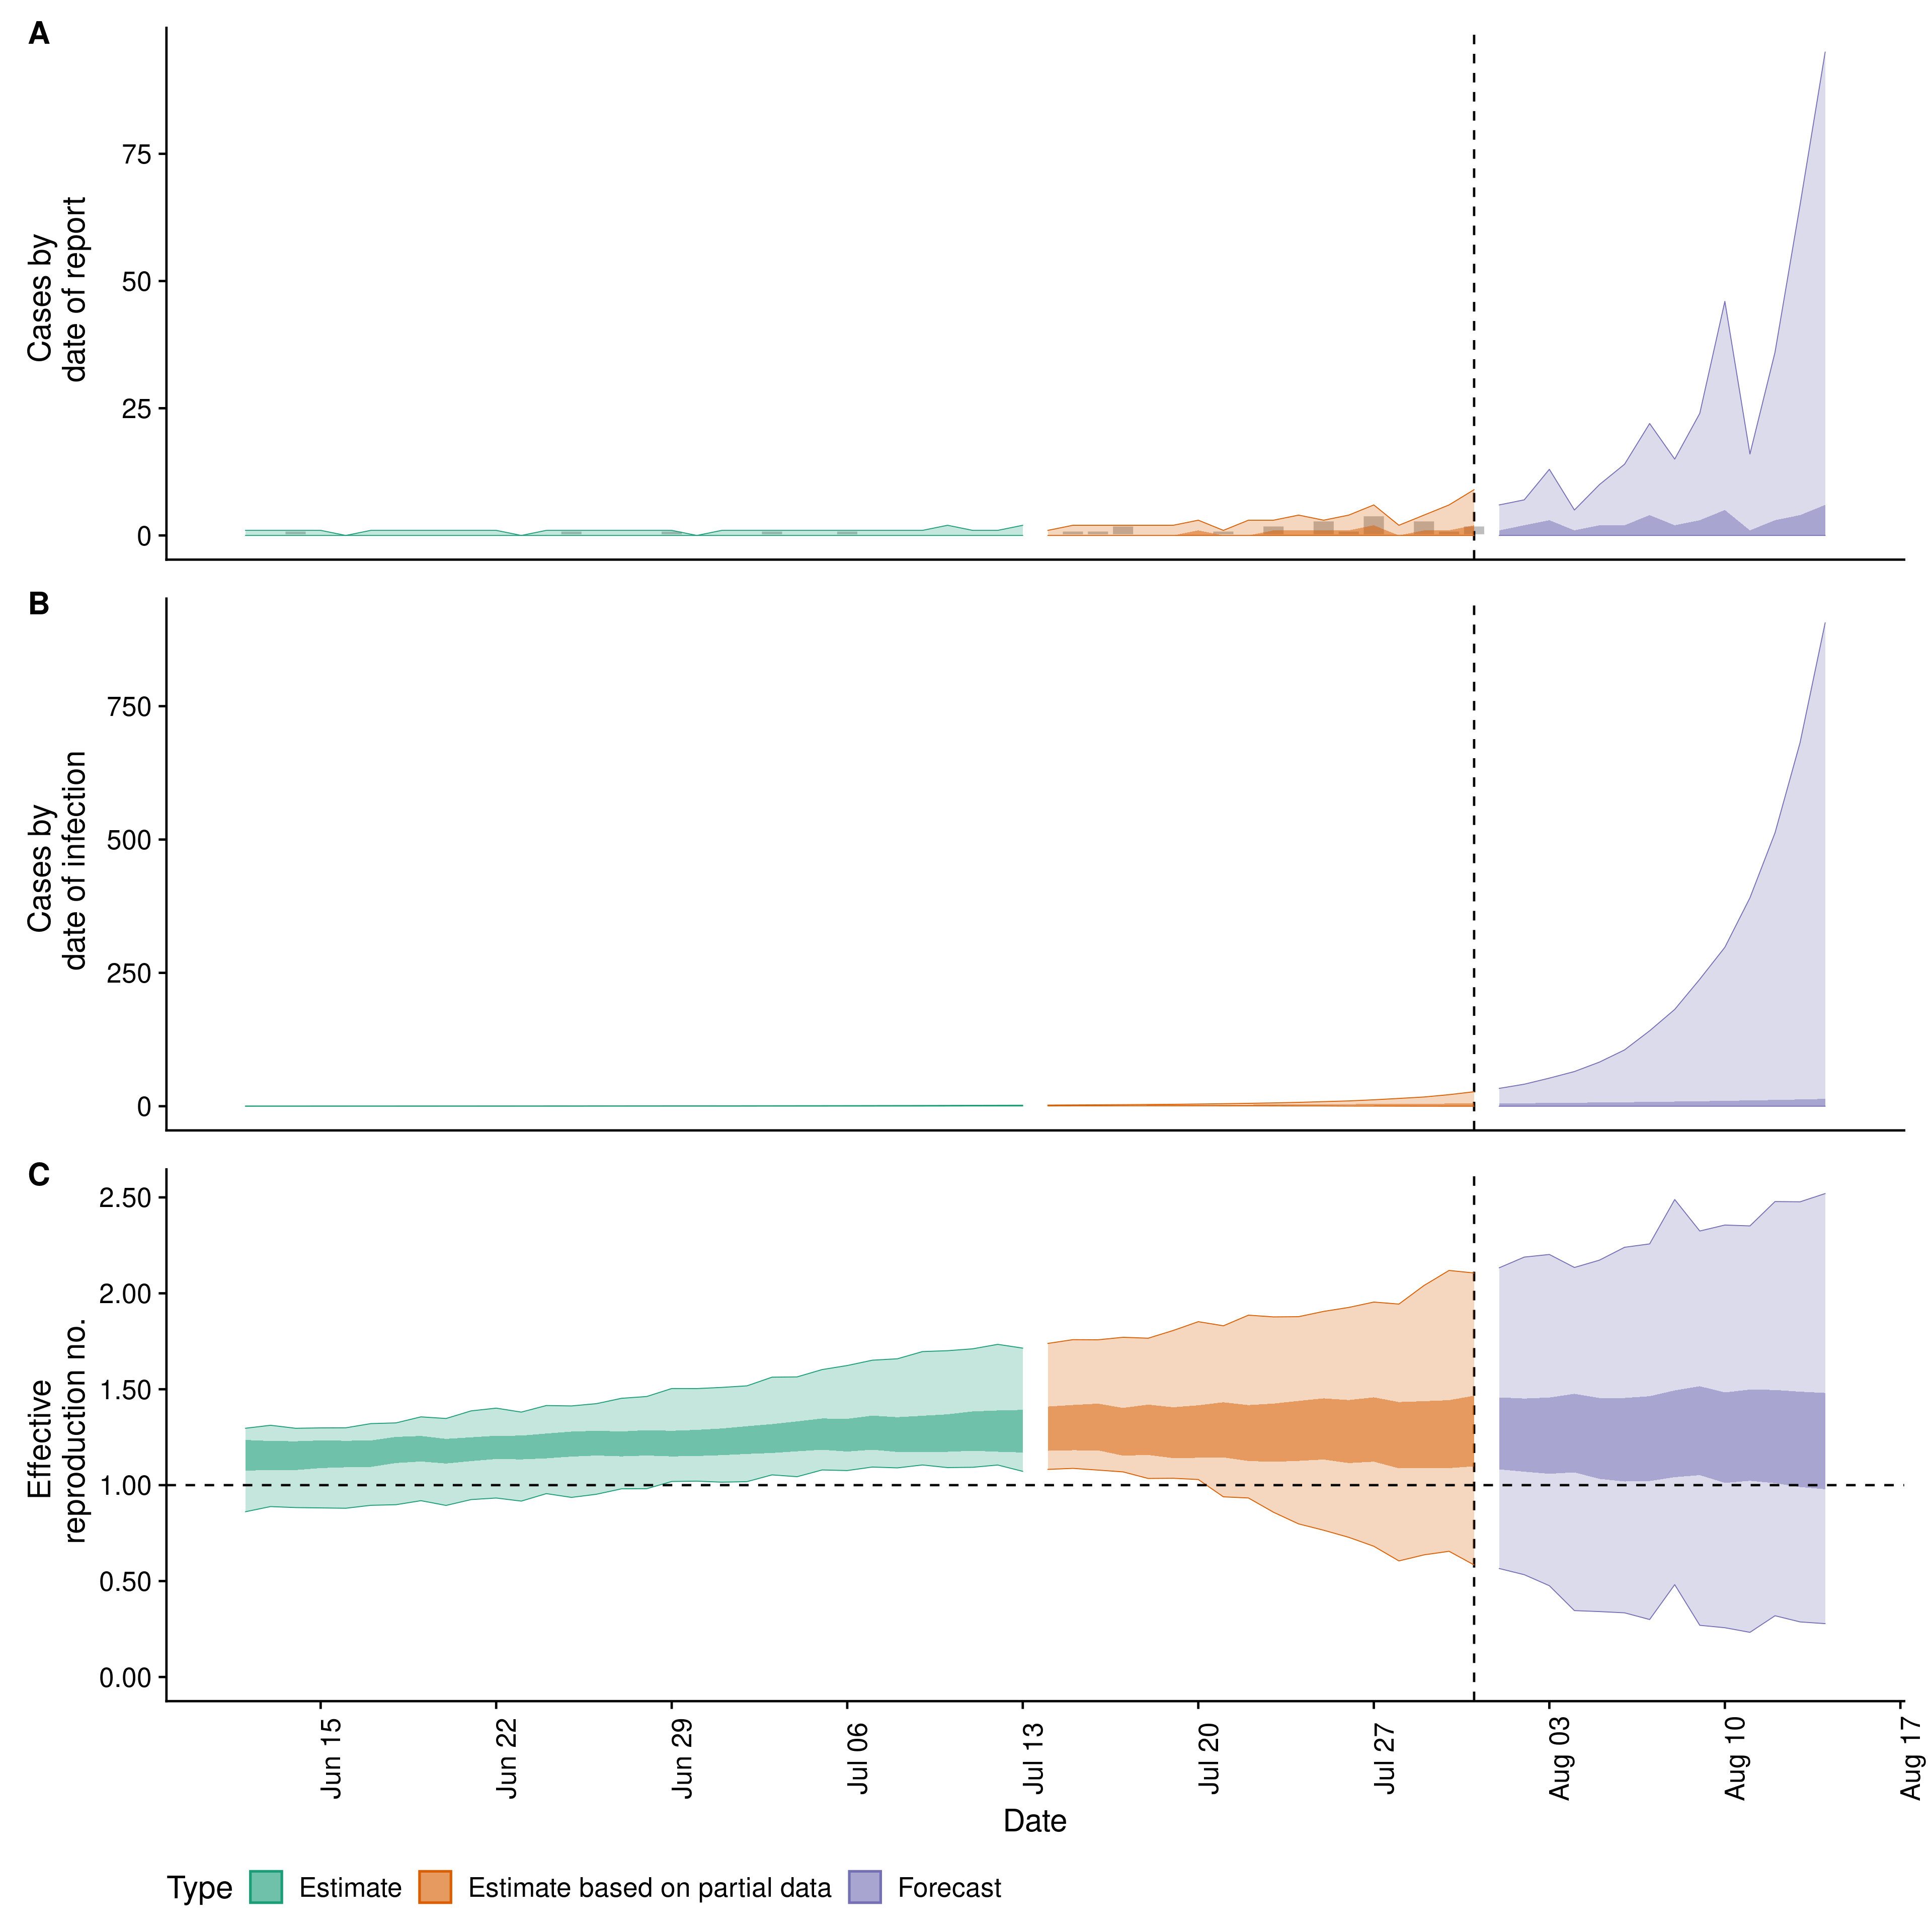 A
Cases by
date of report
75
50
25
0
B
Cases by
date of infection
750
500
250
0
C
Effective
reproduction no.
2.50
2.00
1.50
1.00
0.50
0.00
Jun 15
Jun 22
Jun 29
Jul 06
Jul 13
Jul 20
Jul 27
Aug 03
Aug 10
Aug 17
Date
Type Estimate Estimate based on partial data Forecast